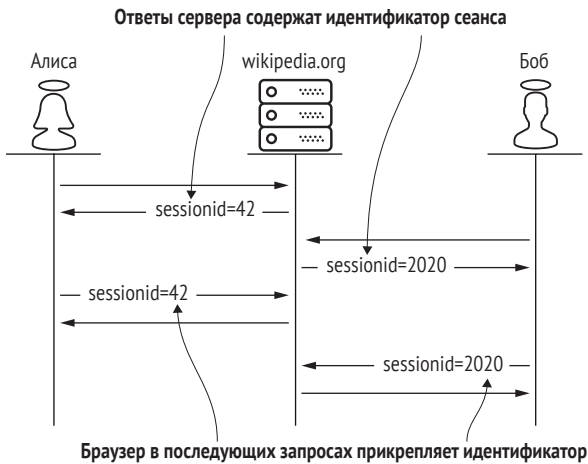 Ответы сервера содержат идентификатор сеанса
Алиса
wikipedia.org
Боб
sessionid=42
sessionid=2020
sessionid=42
sessionid=2020
Браузер в последующих запросах прикрепляет идентификатор